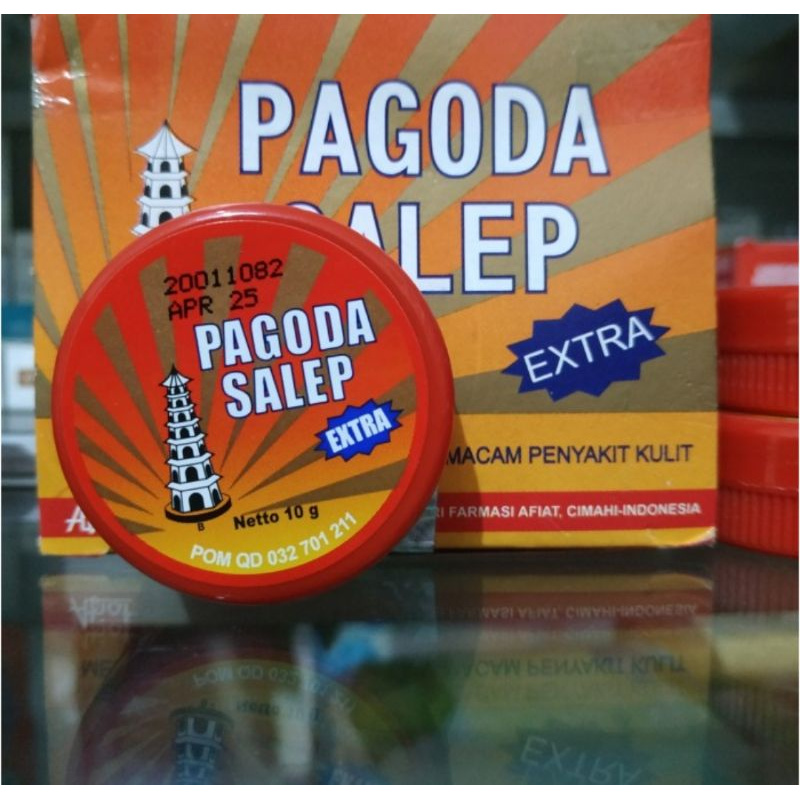 PAGODA
SALEP
EXTRA
MACAM PENYAKIT KULIT
FARMASI AFIAT, CIMAHI-INDONESIA
20011082
APR 25
PAGODA
SALEP
EXTRA
B
Netto 10 g
POM QD 032 701 211